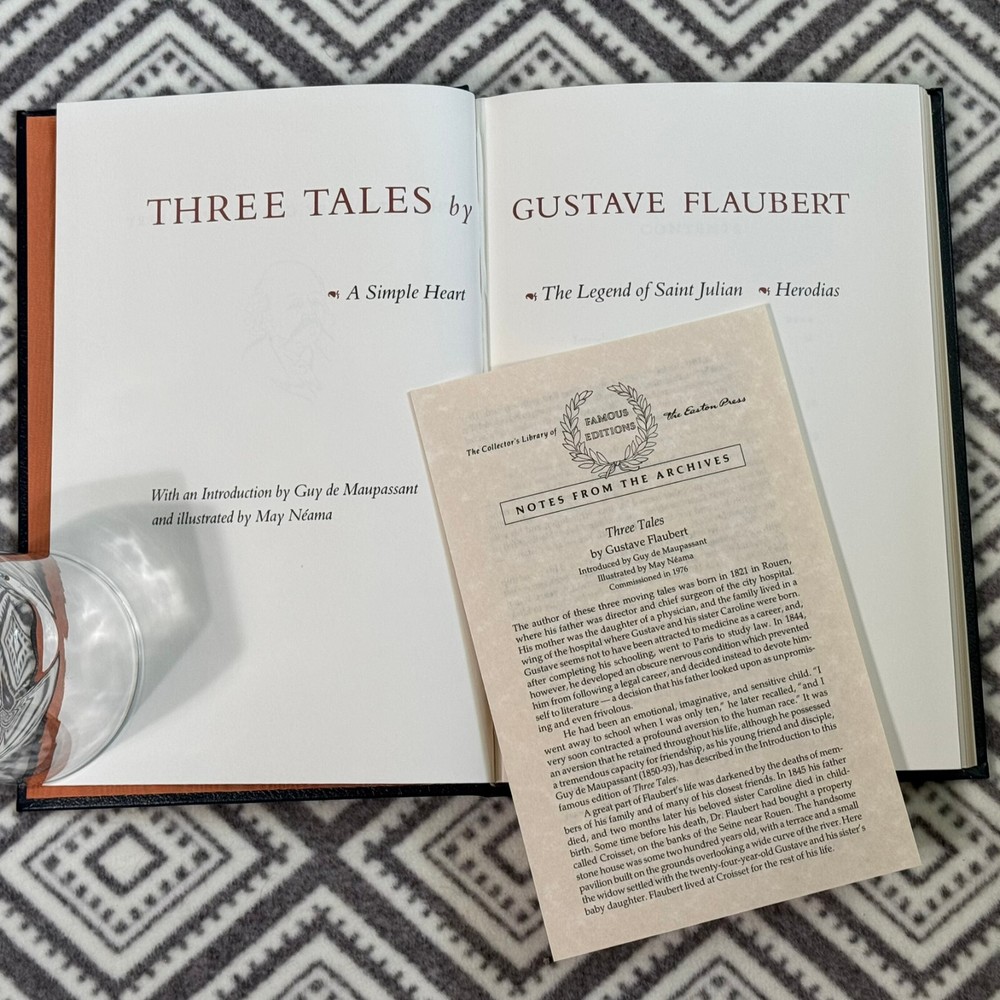 THREE TALES by GUSTAVE FLAUBERT
A Simple Heart The Legend of Saint Julian Herodias
With an Introduction by Guy de Maupassant
and illustrated by May Néama
The Collector's Library of FAMOUS EDITIONS the Easton Press
NOTES FROM THE ARCHIVES
Three Tales
by Gustave Flaubert
Introduced by Guy de Maupassant
Illustrated by May Néama
Commissioned in 1976
The author of these three moving tales was born in 1821 in Rouen,
where his father was director and chief surgeon of the city hospital.
His mother was the daughter of a physician, and the family lived in a
wing of the hospital where Gustave and his sister Caroline were born.
Gustave seems not to have been attracted to medicine as a career, and,
after completing his schooling, went to Paris to study law. In 1844,
however, he developed an obscure nervous condition which prevented
him from following a legal career, and decided instead to devote him-
self to literature — a decision that his father looked upon as unpromis-
ing and even frivolous.
He had been an emotional, imaginative, and sensitive child. "I
went away to school when I was only ten," he later recalled, "and I
very soon contracted a profound aversion to the human race." It was
an aversion that he retained throughout his life, although he possessed
a tremendous capacity for friendship, as his young friend and disciple,
Guy de Maupassant (1850-93), has described in the Introduction to this
famous edition of Three Tales.
A great part of Flaubert's life was darkened by the deaths of mem-
bers of his family and of many of his closest friends. In 1845 his father
died, and two months later his beloved sister Caroline died in child-
birth. Some time before his death, Dr. Flaubert had bought a property
called Croisset, on the banks of the Seine near Rouen. The handsome
stone house was some two hundred years old, with a terrace and a small
pavilion built on the grounds overlooking a wide curve of the river. Here
the widow settled with the twenty-four-year-old Gustave and his sister's
baby daughter. Flaubert lived at Croisset for the rest of his life.